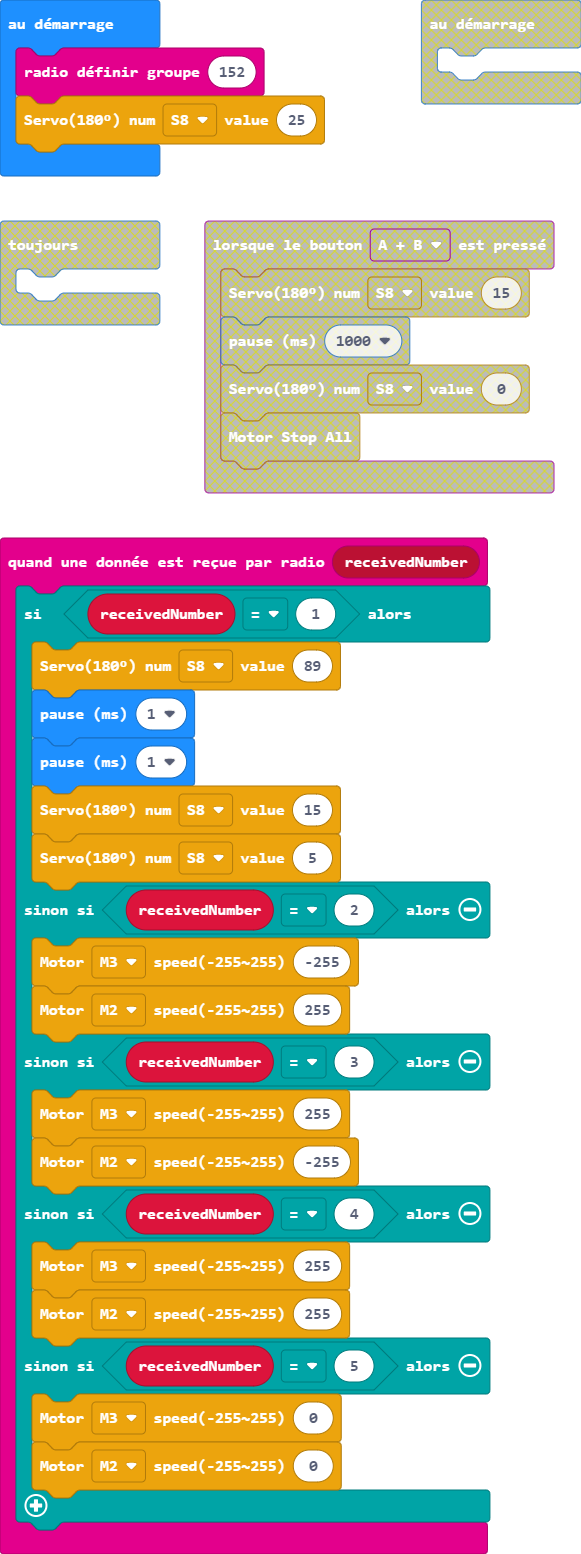 au démarrage
radio définir groupe 152
Servo(180º) num S8 value 25
au démarrage
toujours
lorsque le bouton A + B est pressé
Servo(180º) num S8 value 15
pause (ms) 1000
Servo(180º) num S8 value 0
Motor Stop All
quand une donnée est reçue par radio receivedNumber
si receivedNumber = 1 alors
Servo(180º) num S8 value 89
pause (ms) 1
pause (ms) 1
Servo(180º) num S8 value 15
Servo(180º) num S8 value 5
sinon si receivedNumber = 2 alors
Motor M3 speed(-255~255) -255
Motor M2 speed(-255~255) 255
sinon si receivedNumber = 3 alors
Motor M3 speed(-255~255) 255
Motor M2 speed(-255~255) -255
sinon si receivedNumber = 4 alors
Motor M3 speed(-255~255) 255
Motor M2 speed(-255~255) 255
sinon si receivedNumber = 5 alors
Motor M3 speed(-255~255) 0
Motor M2 speed(-255~255) 0